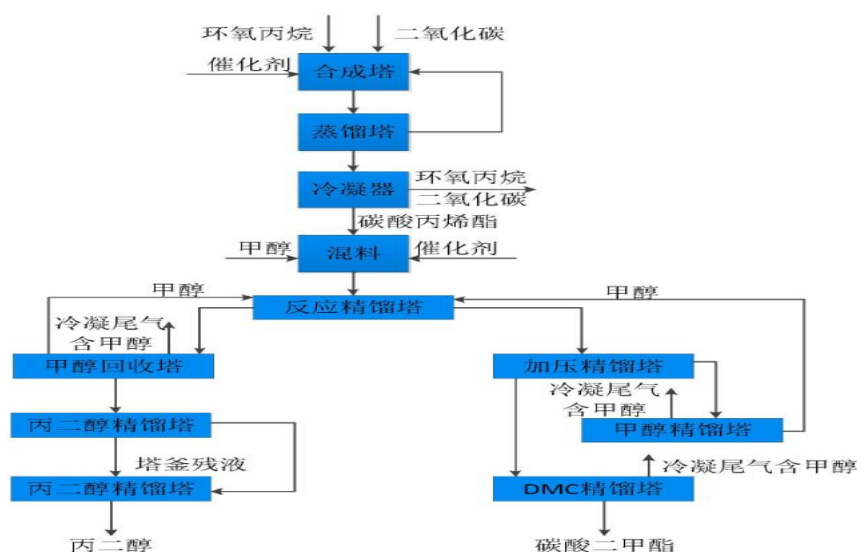 环氧丙烷
二氧化碳
催化剂
合成塔
蒸馏塔
冷凝器
环氧丙烷
二氧化碳
碳酸丙烯酯
甲醇
混料
催化剂
甲醇
反应精馏塔
甲醇
冷凝尾气
含甲醇
甲醇回收塔
加压精馏塔
冷凝尾气
含甲醇
丙二醇精馏塔
甲醇精馏塔
塔釜残液
冷凝尾气含甲醇
丙二醇精馏塔
DMC精馏塔
丙二醇
碳酸二甲酯